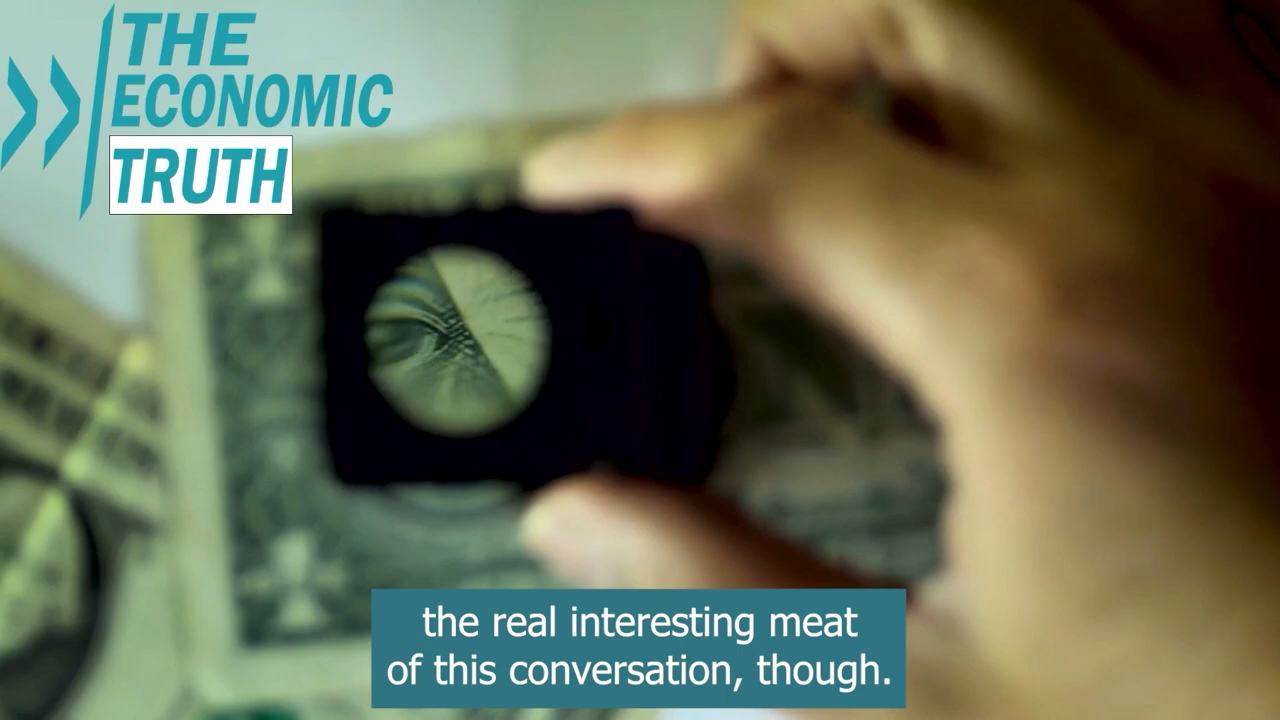 THE
ECONOMIC
TRUTH
the real interesting meat
of this conversation, though.